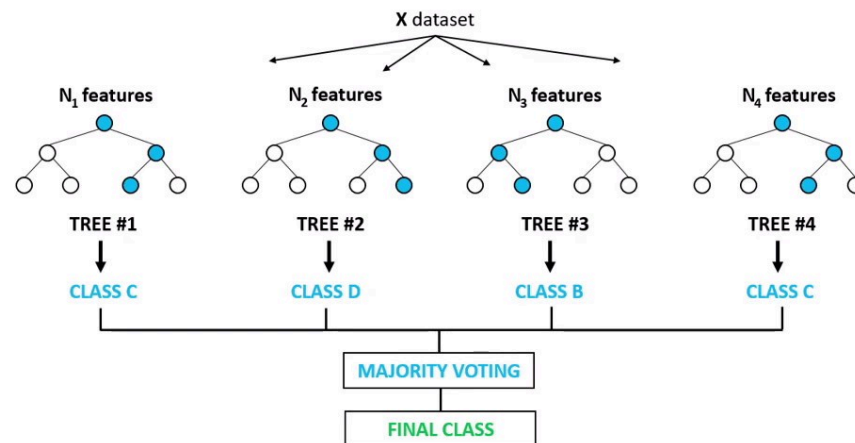 X dataset
N₁ features
N₂ features
N₃ features
N₄ features
TREE #1
TREE #2
TREE #3
TREE #4
CLASS C
CLASS D
CLASS B
CLASS C
MAJORITY VOTING
FINAL CLASS